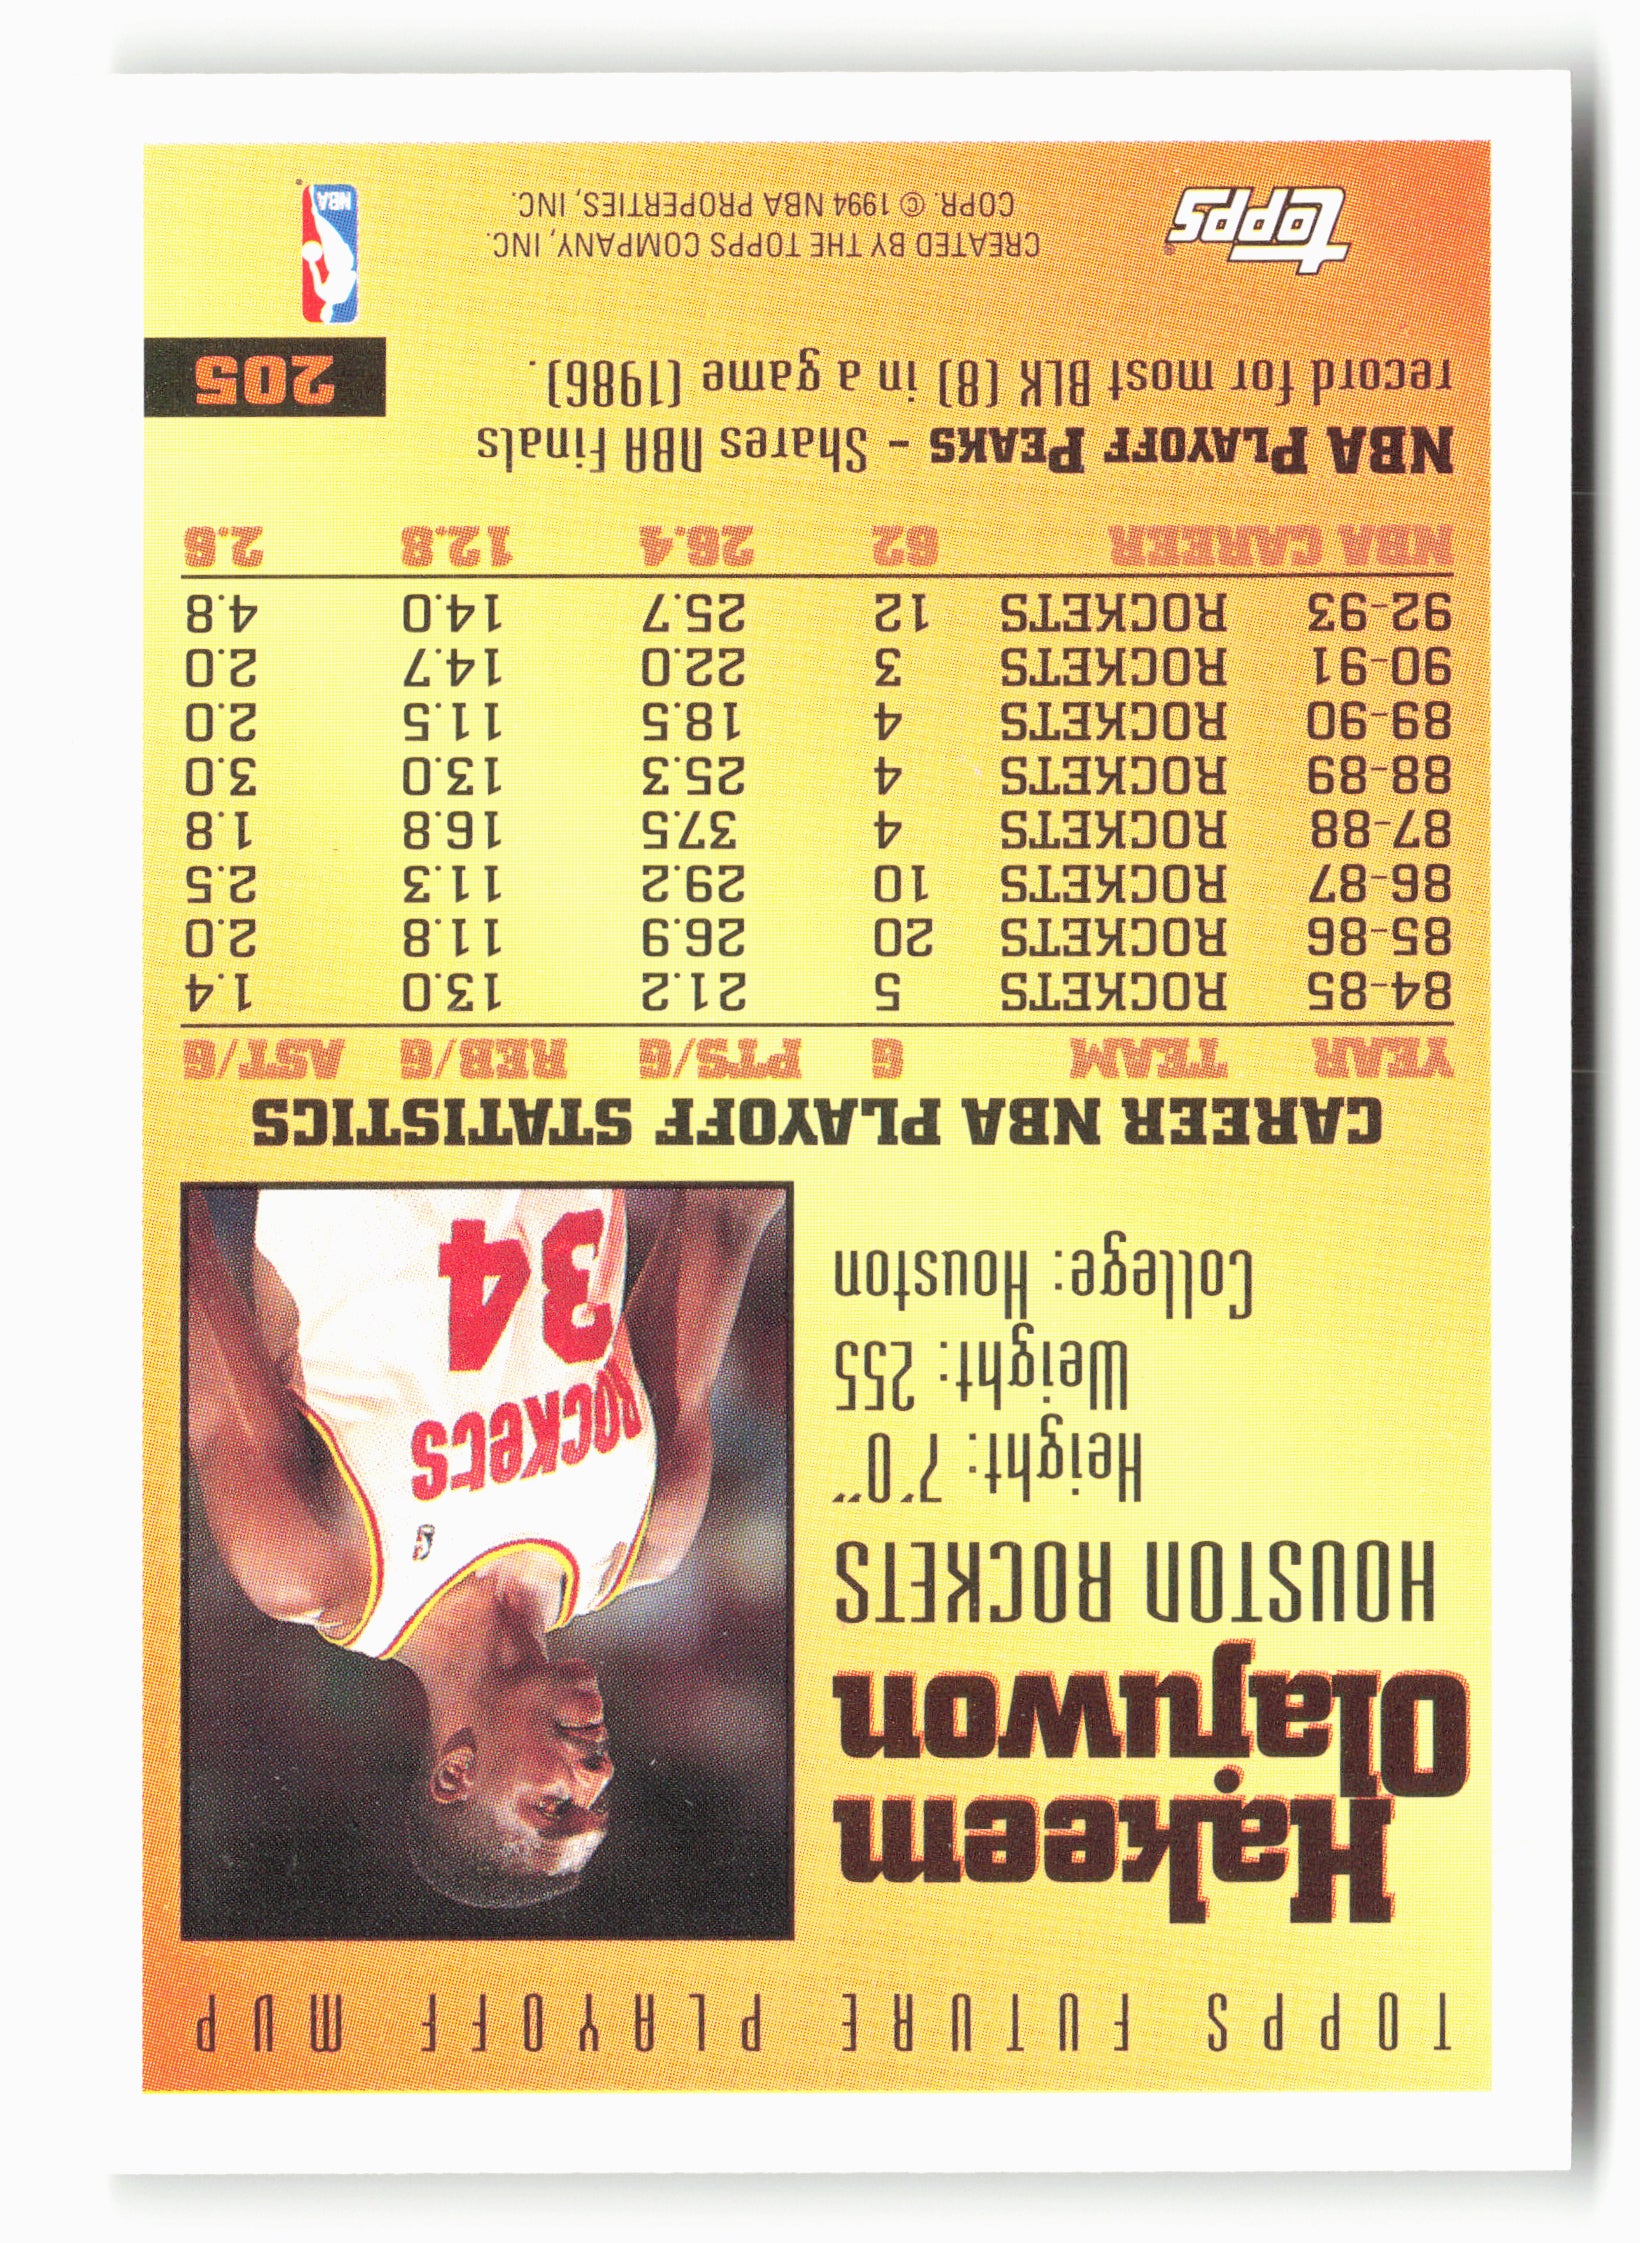 TOPPS FUTURE PLAYOFF MVP
Hakeem
Olajuwon
HOUSTON ROCKETS
Height: 7'0"
Weight: 255
College: Houston
ROCKETS
34
CAREER NBA PLAYOFF STATISTICS
YEAR TEAM G PTS/G REB/G AST/G
84-85 ROCKETS 5 21.2 13.0 1.4
85-86 ROCKETS 20 26.9 11.8 2.0
86-87 ROCKETS 10 29.2 11.3 2.5
87-88 ROCKETS 4 37.5 16.8 1.8
88-89 ROCKETS 4 25.3 13.0 3.0
89-90 ROCKETS 4 18.5 11.5 2.0
90-91 ROCKETS 3 22.0 14.7 2.0
92-93 ROCKETS 12 25.7 14.0 4.8
NBA CAREER 62 26.4 12.8 2.6
NBA PLAYOFF PEAKS - Shares NBA Finals
record for most BLK (8) in a game (1986).
205
Topps®
CREATED BY THE TOPPS COMPANY, INC.
COPR. © 1994 NBA PROPERTIES, INC.
NBA®